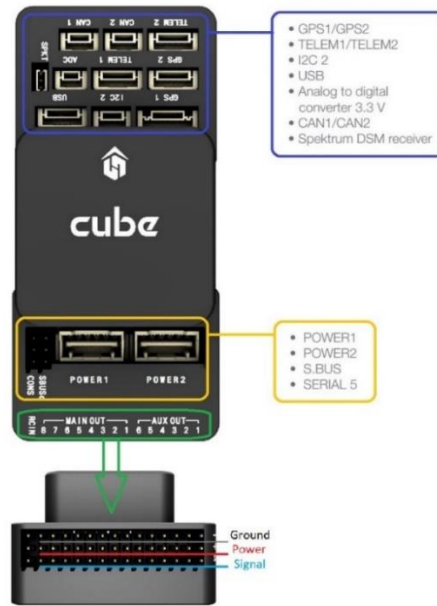 TELEM 2
CAN 2
CAN 1
GPS 2
TELEM 1
ADC
SPKT
GPS 1
I2C 2
USB
• GPS1/GPS2
• TELEM1/TELEM2
• I2C 2
• USB
• Analog to digital
converter 3.3 V
• CAN1/CAN2
• Spektrum DSM receiver
cube
POWER1
POWER2
SBUSo
CONS
• POWER1
• POWER2
• S.BUS
• SERIAL 5
RCIN
MAIN OUT
AUX OUT
8 7 6 5 4 3 2 1 6 5 4 3 2 1
Ground
Power
Signal